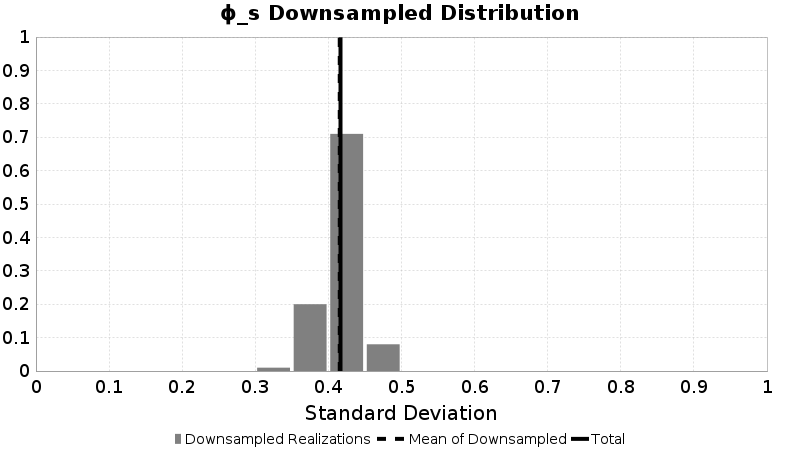 ϕ_s Downsampled Distribution
1
0.9
0.8
0.7
0.6
0.5
0.4
0.3
0.2
0.1
0
0 0.1 0.2 0.3 0.4 0.5 0.6 0.7 0.8 0.9 1
Standard Deviation
Downsampled Realizations Mean of Downsampled Total